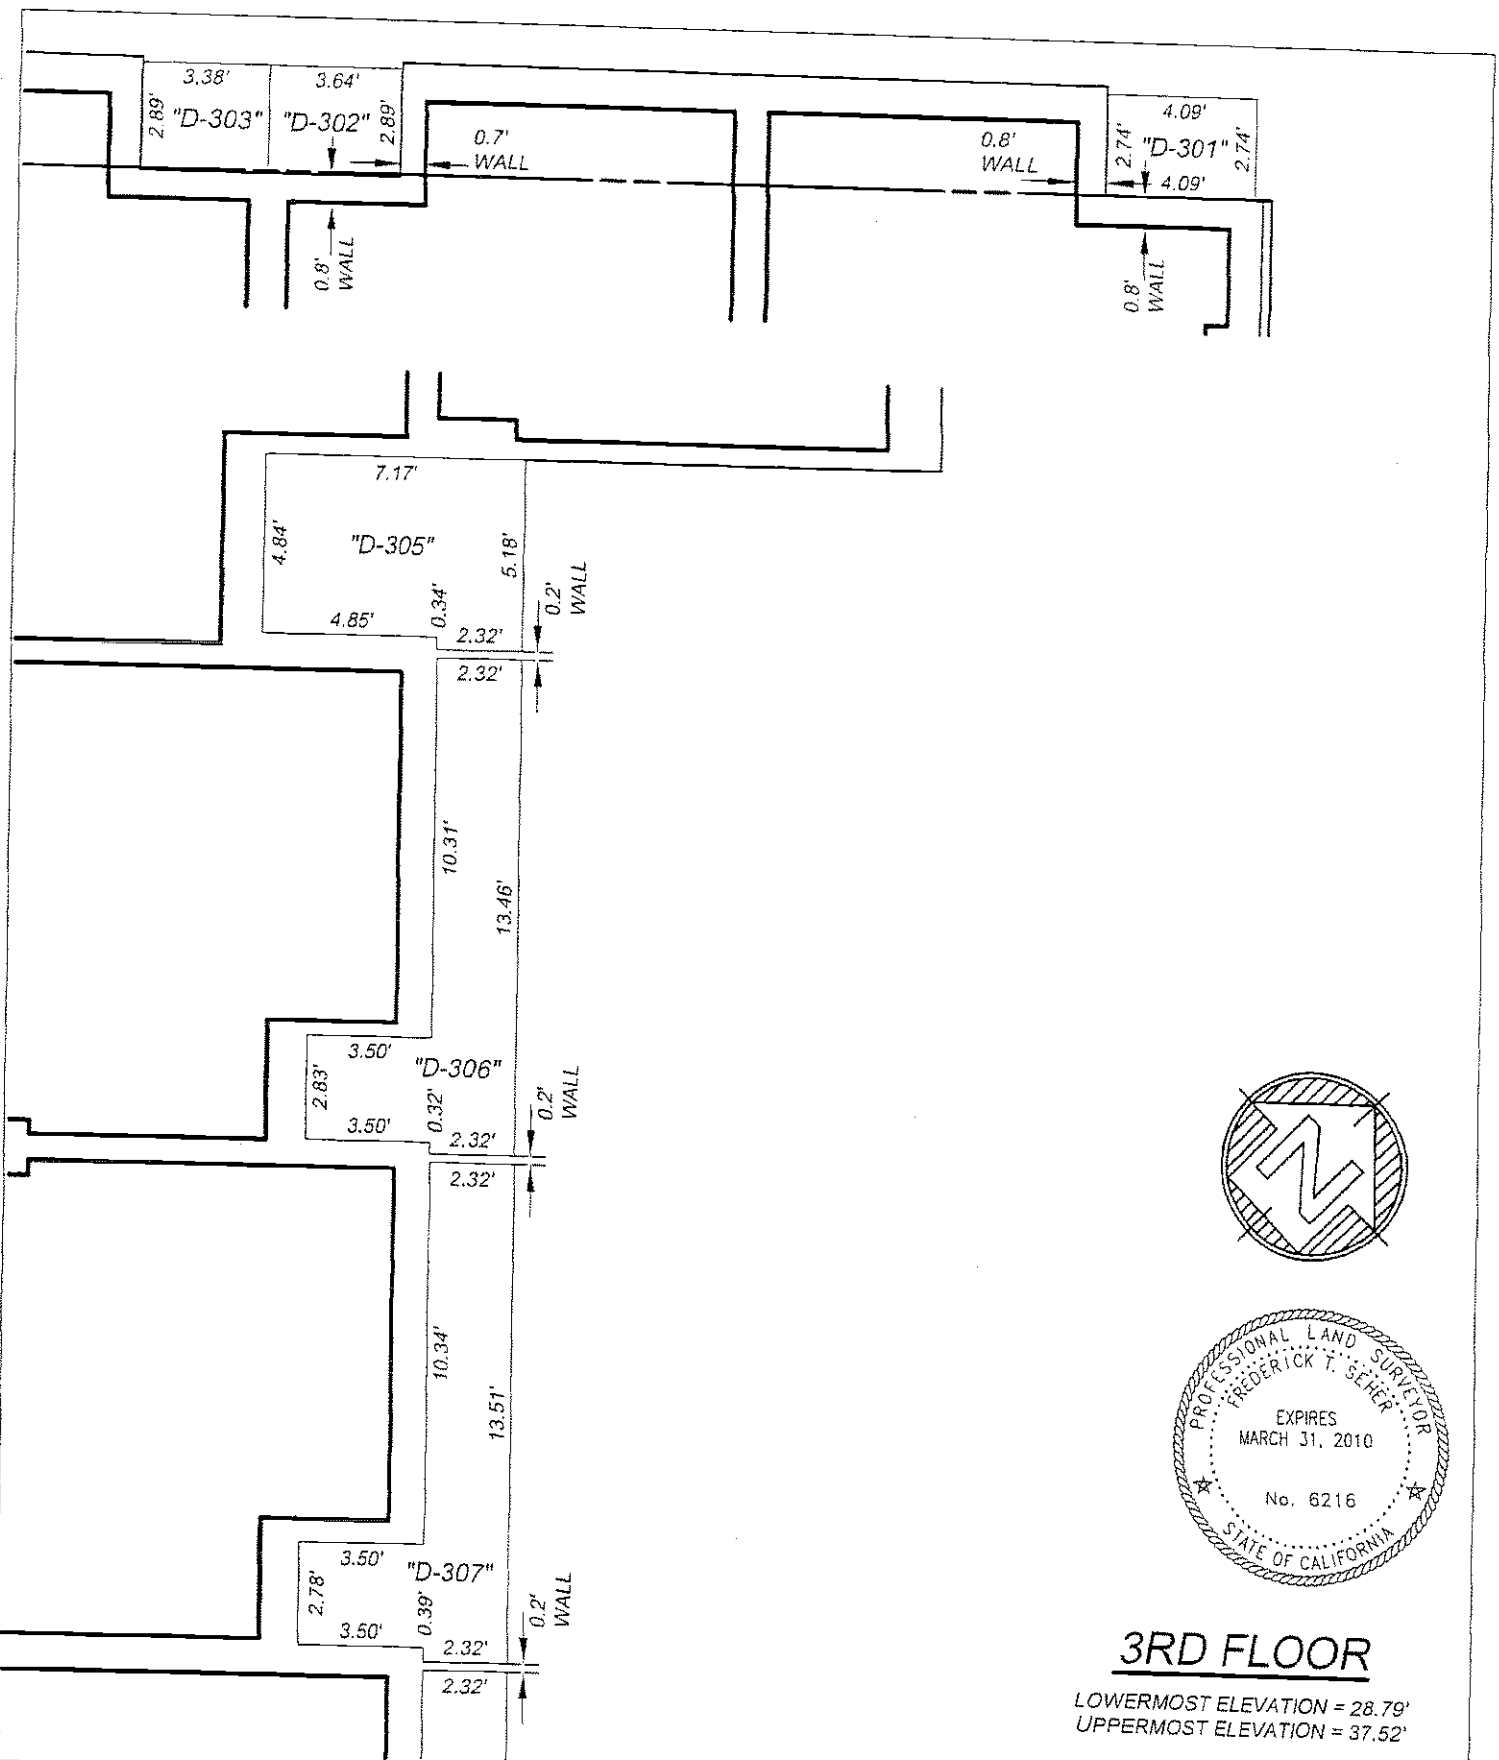 3.38'
3.64'
4.09'
2.89'
"D-303"
"D-302"
2.89'
0.7'
WALL
0.8'
WALL
2.74'
"D-301"
2.74'
4.09'
0.8'
WALL
0.8'
WALL
7.17'
4.84'
"D-305"
5.18'
0.2'
WALL
0.34'
4.85'
2.32'
2.32'
10.31'
13.46'
3.50'
"D-306"
2.83'
0.32'
0.2'
WALL
3.50'
2.32'
2.32'
N
10.34'
13.51'
PROFESSIONAL LAND SURVEYOR
FREDERICK T. SEHER
EXPIRES
MARCH 31, 2010
No. 6216
STATE OF CALIFORNIA
3.50'
"D-307"
2.78'
0.39'
0.2'
WALL
3.50'
2.32'
2.32'
3RD FLOOR
LOWERMOST ELEVATION = 28.79'
UPPERMOST ELEVATION = 37.52'